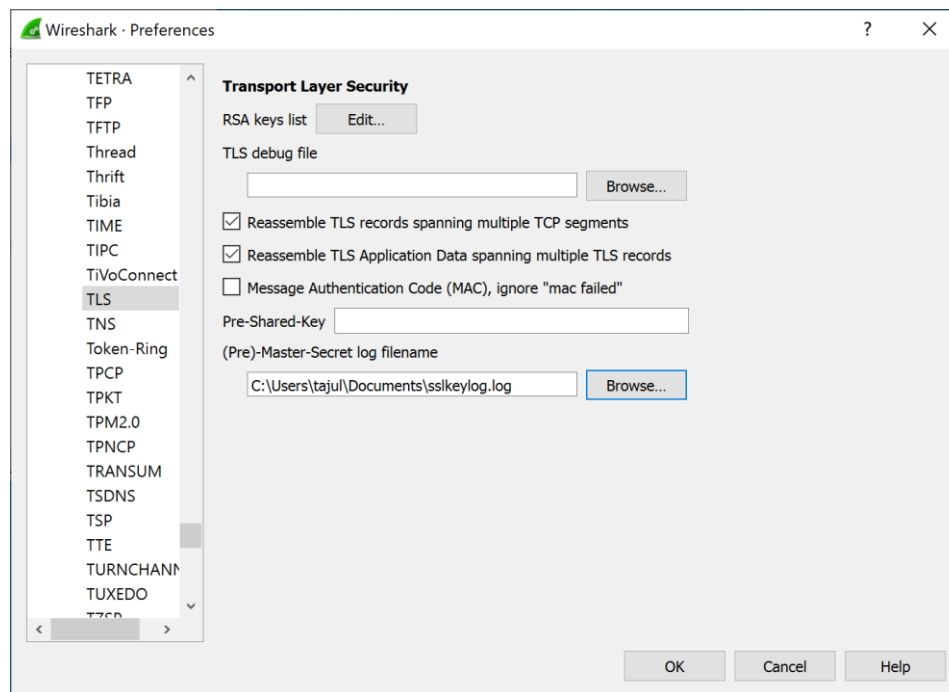 Wireshark · Preferences
TETRA
TFP
TFTP
Thread
Thrift
Tibia
TIME
TIPC
TiVoConnect
TLS
TNS
Token-Ring
TPCP
TPKT
TPM2.0
TPNCP
TRANSUM
TSDNS
TSP
TTE
TURNCHANN
TUXEDO
Transport Layer Security
RSA keys list Edit...
TLS debug file
Browse...
Reassemble TLS records spanning multiple TCP segments
Reassemble TLS Application Data spanning multiple TLS records
Message Authentication Code (MAC), ignore "mac failed"
Pre-Shared-Key
(Pre)-Master-Secret log filename
C:\Users\tajul\Documents\sslkeylog.log Browse...
OK Cancel Help